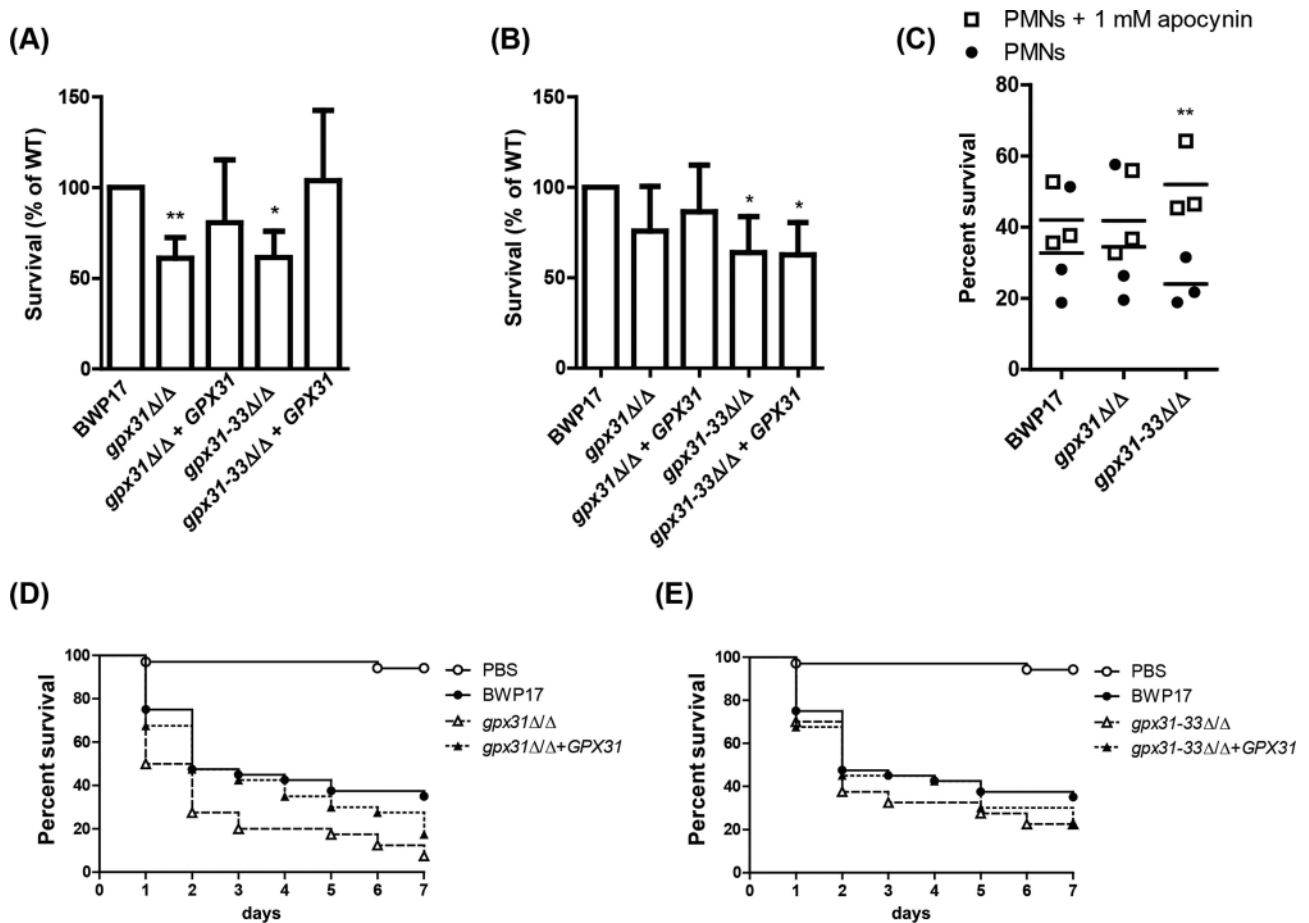 (A)
Survival (% of WT)
150
100
50
0
BWP17
gpx31Δ/Δ
gpx31Δ/Δ + GPX31
gpx31-33Δ/Δ
gpx31-33Δ/Δ + GPX31
**
*
(B)
Survival (% of WT)
150
100
50
0
BWP17
gpx31Δ/Δ
gpx31Δ/Δ + GPX31
gpx31-33Δ/Δ
gpx31-33Δ/Δ + GPX31
*
*
(C)
PMNs + 1 mM apocynin
PMNs
Percent survival
80
60
40
20
0
**
BWP17
gpx31Δ/Δ
gpx31-33Δ/Δ
(D)
Percent survival
100
80
60
40
20
0
0 1 2 3 4 5 6 7
days
PBS
BWP17
gpx31Δ/Δ
gpx31Δ/Δ+GPX31
(E)
Percent survival
100
80
60
40
20
0
0 1 2 3 4 5 6 7
days
PBS
BWP17
gpx31-33Δ/Δ
gpx31-33Δ/Δ+GPX31